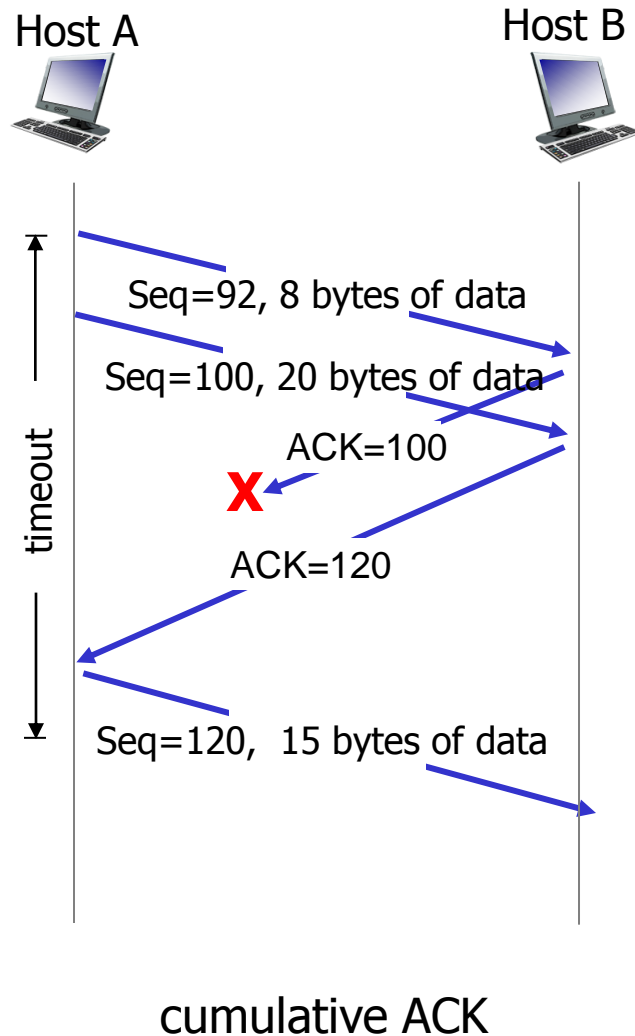 Host A
Host B
Seq=92, 8 bytes of data
Seq=100, 20 bytes of data
ACK=100
X
timeout
ACK=120
Seq=120, 15 bytes of data
cumulative ACK